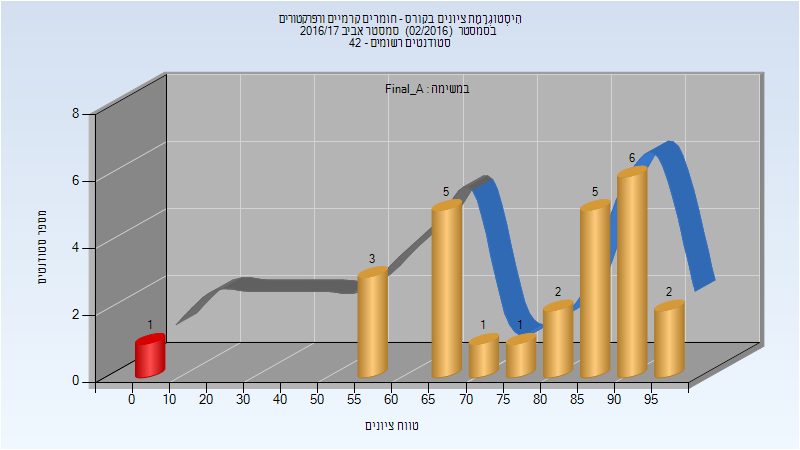 היסטוגרמת ציונים בקורס - חומרים קרמיים ורפרקטורים
בסמסטר (02/2016) סמסטר אביב 2016/17
סטודנטים רשומים - 42
במשימה : Final_A
8
6
4
2
0
מספר סטודנטים
1
3
5
1
1
2
5
6
2
0 10 20 30 40 50 60 65 70 75 80 85 90 95
טווח ציונים